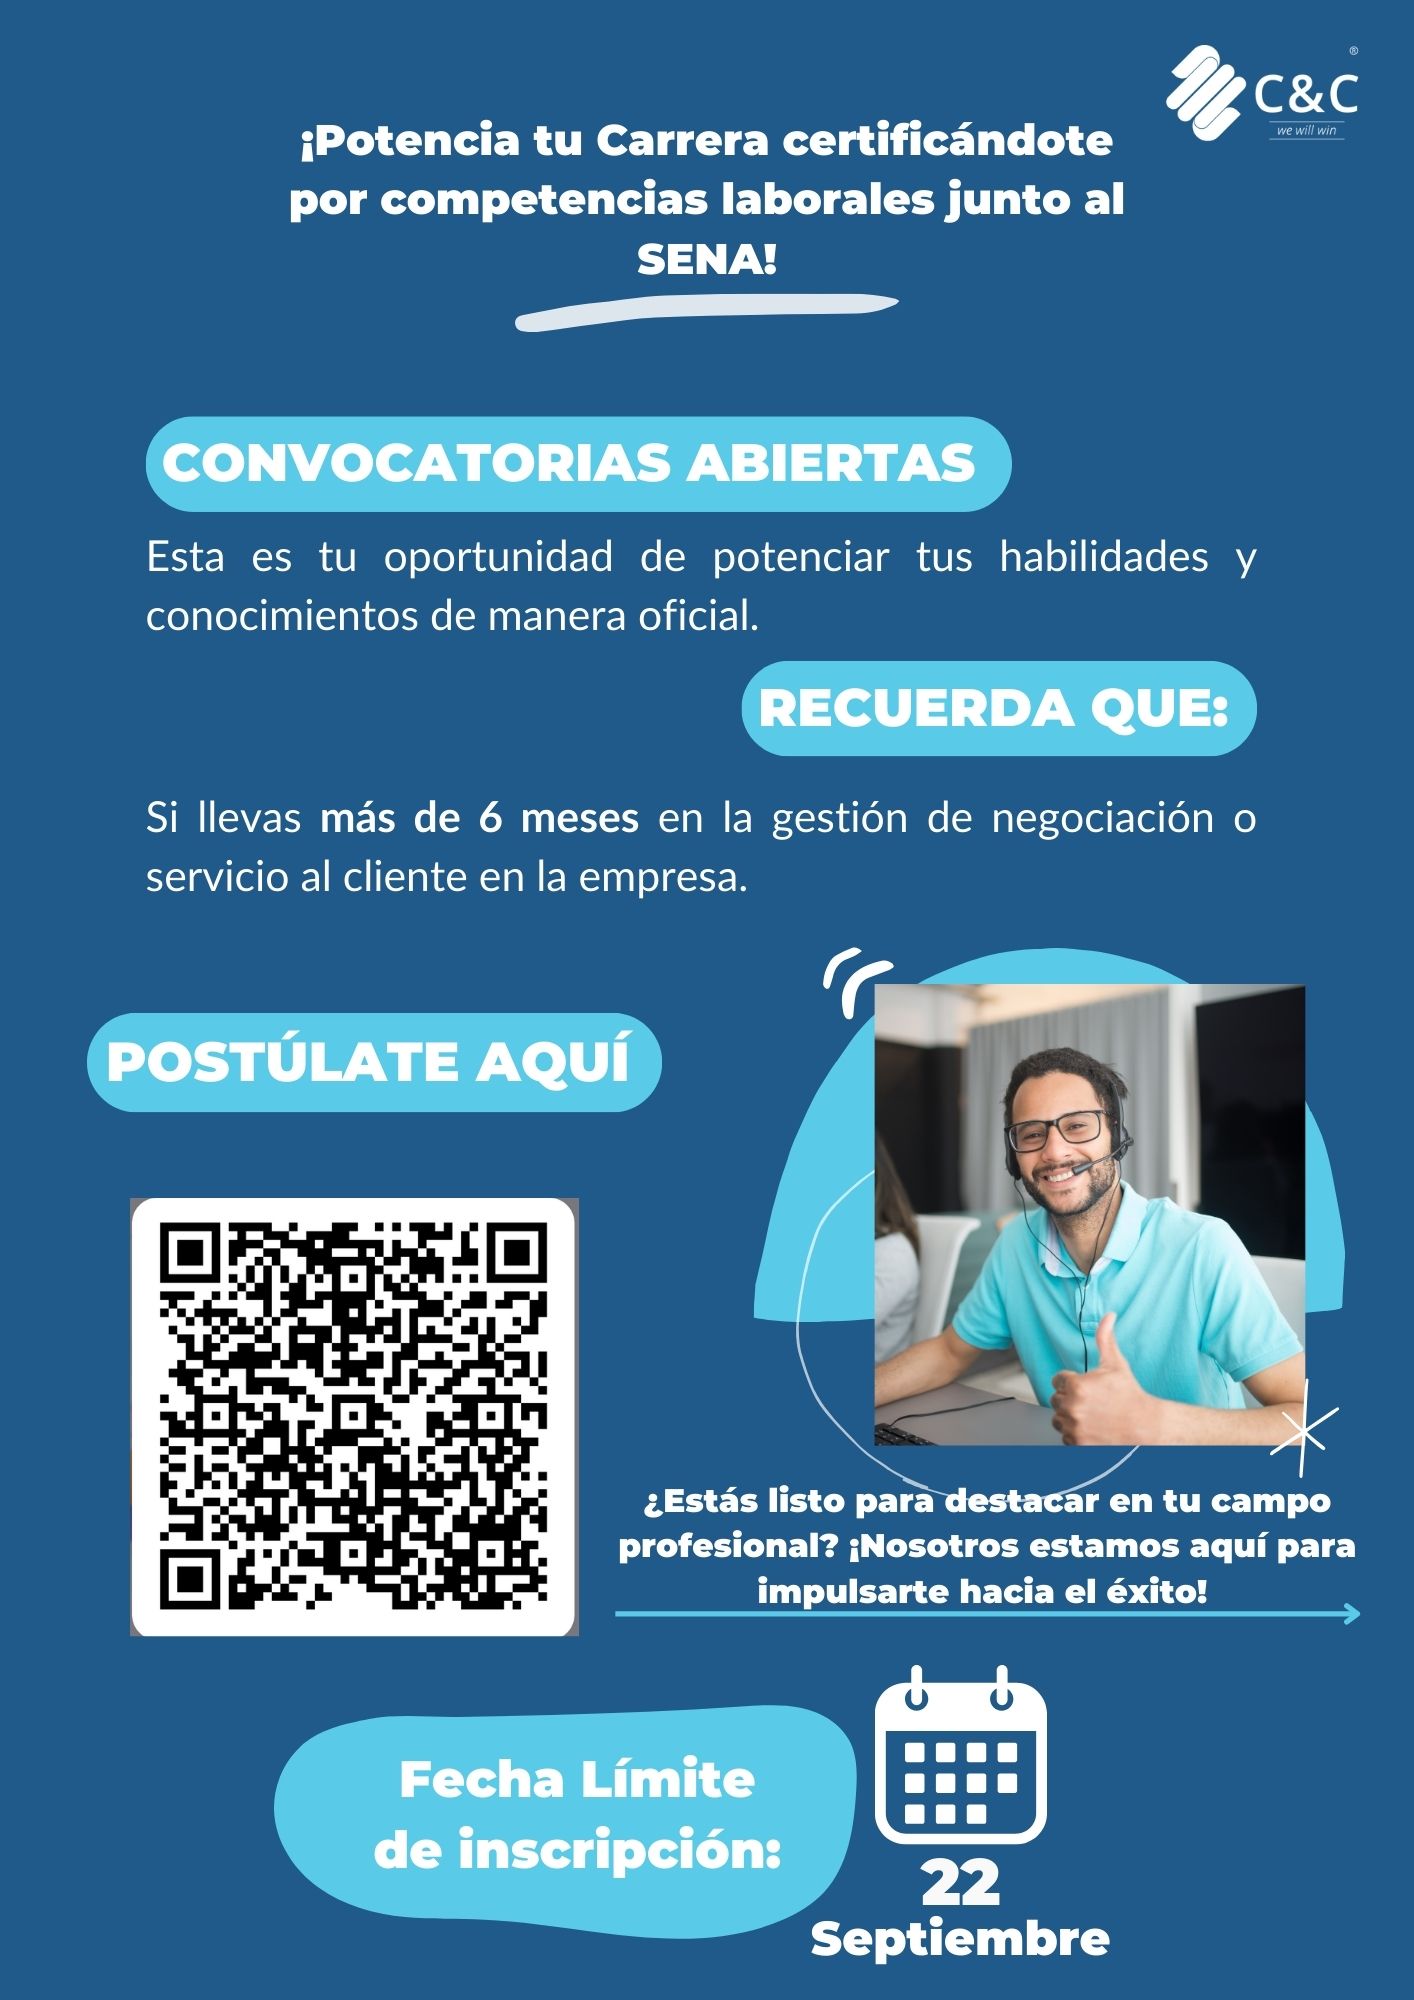 C&C
®
we will win
¡Potencia tu Carrera certificándote
por competencias laborales junto al
SENA!
CONVOCATORIAS ABIERTAS
Esta es tu oportunidad de potenciar tus habilidades y
conocimientos de manera oficial.
RECUERDA QUE:
Si llevas más de 6 meses en la gestión de negociación o
servicio al cliente en la empresa.
POSTÚLATE AQUÍ
¿Estás listo para destacar en tu campo
profesional? ¡Nosotros estamos aquí para
impulsarte hacia el éxito!
Fecha Límite
de inscripción:
22
Septiembre